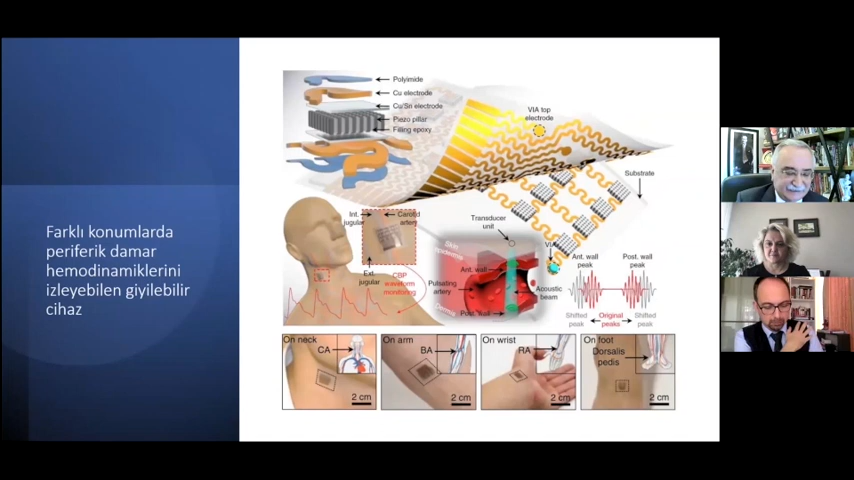 Farklı konumlarda
periferik damar
hemodinamiklerini
izleyebilen giyilebilir
cihaz
Polyimide
Cu electrode
Cu/Sn electrode
Piezo pillar
Filling epoxy
VIA top
electrode
Substrate
Int.
jugular
Carotid
artery
Ext.
jugular
CBP
waveform
monitoring
Transducer
unit
Skin
epidermis
VIA
Ant. wall
Pulsating
artery
Acoustic
beam
Dermis
Post. wall
Ant. wall
peak
Post. wall
peak
Shifted
peak
Original
peaks
Shifted
peak
On neck
CA
2 cm
On arm
BA
2 cm
On wrist
RA
2 cm
On foot
Dorsalis
pedis
2 cm